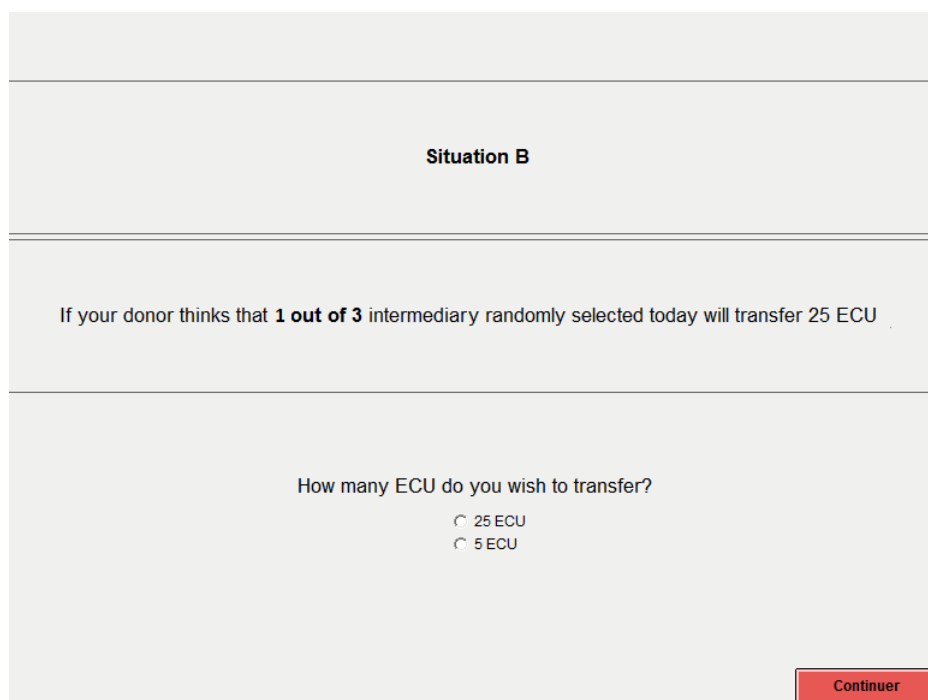 Situation B
If your donor thinks that 1 out of 3 intermediary randomly selected today will transfer 25 ECU
How many ECU do you wish to transfer?
25 ECU
5 ECU
Continuer